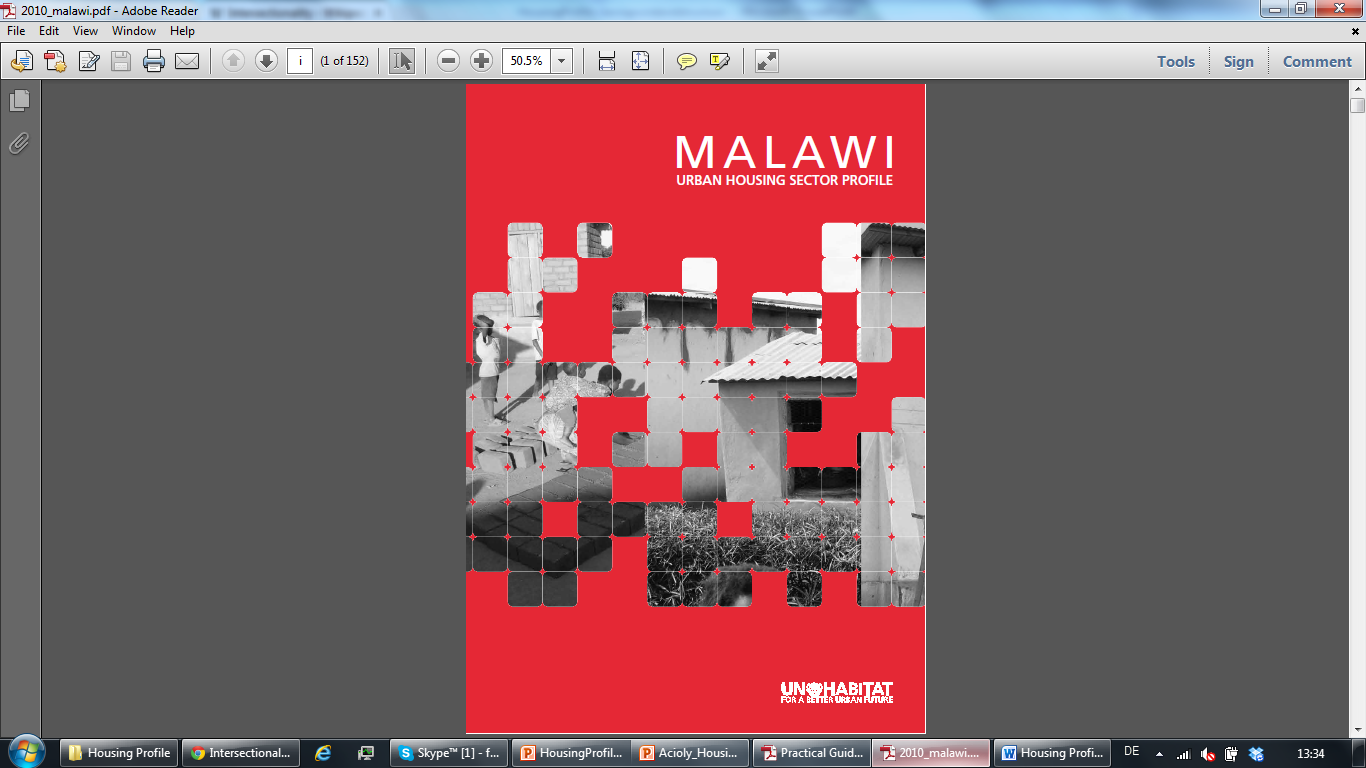 2010_malawi.pdf - Adobe Reader
File Edit View Window Help
i (1 of 152) 50.5% Tools Sign Comment
MALAWI
URBAN HOUSING SECTOR PROFILE
UN HABITAT
FOR A BETTER URBAN FUTURE
Housing Profile Intersectional... Skype™ [1] - f... HousingProfil... Acioly_Housi... Practical Guid... 2010_malawi.... Housing Profi... DE 13:34